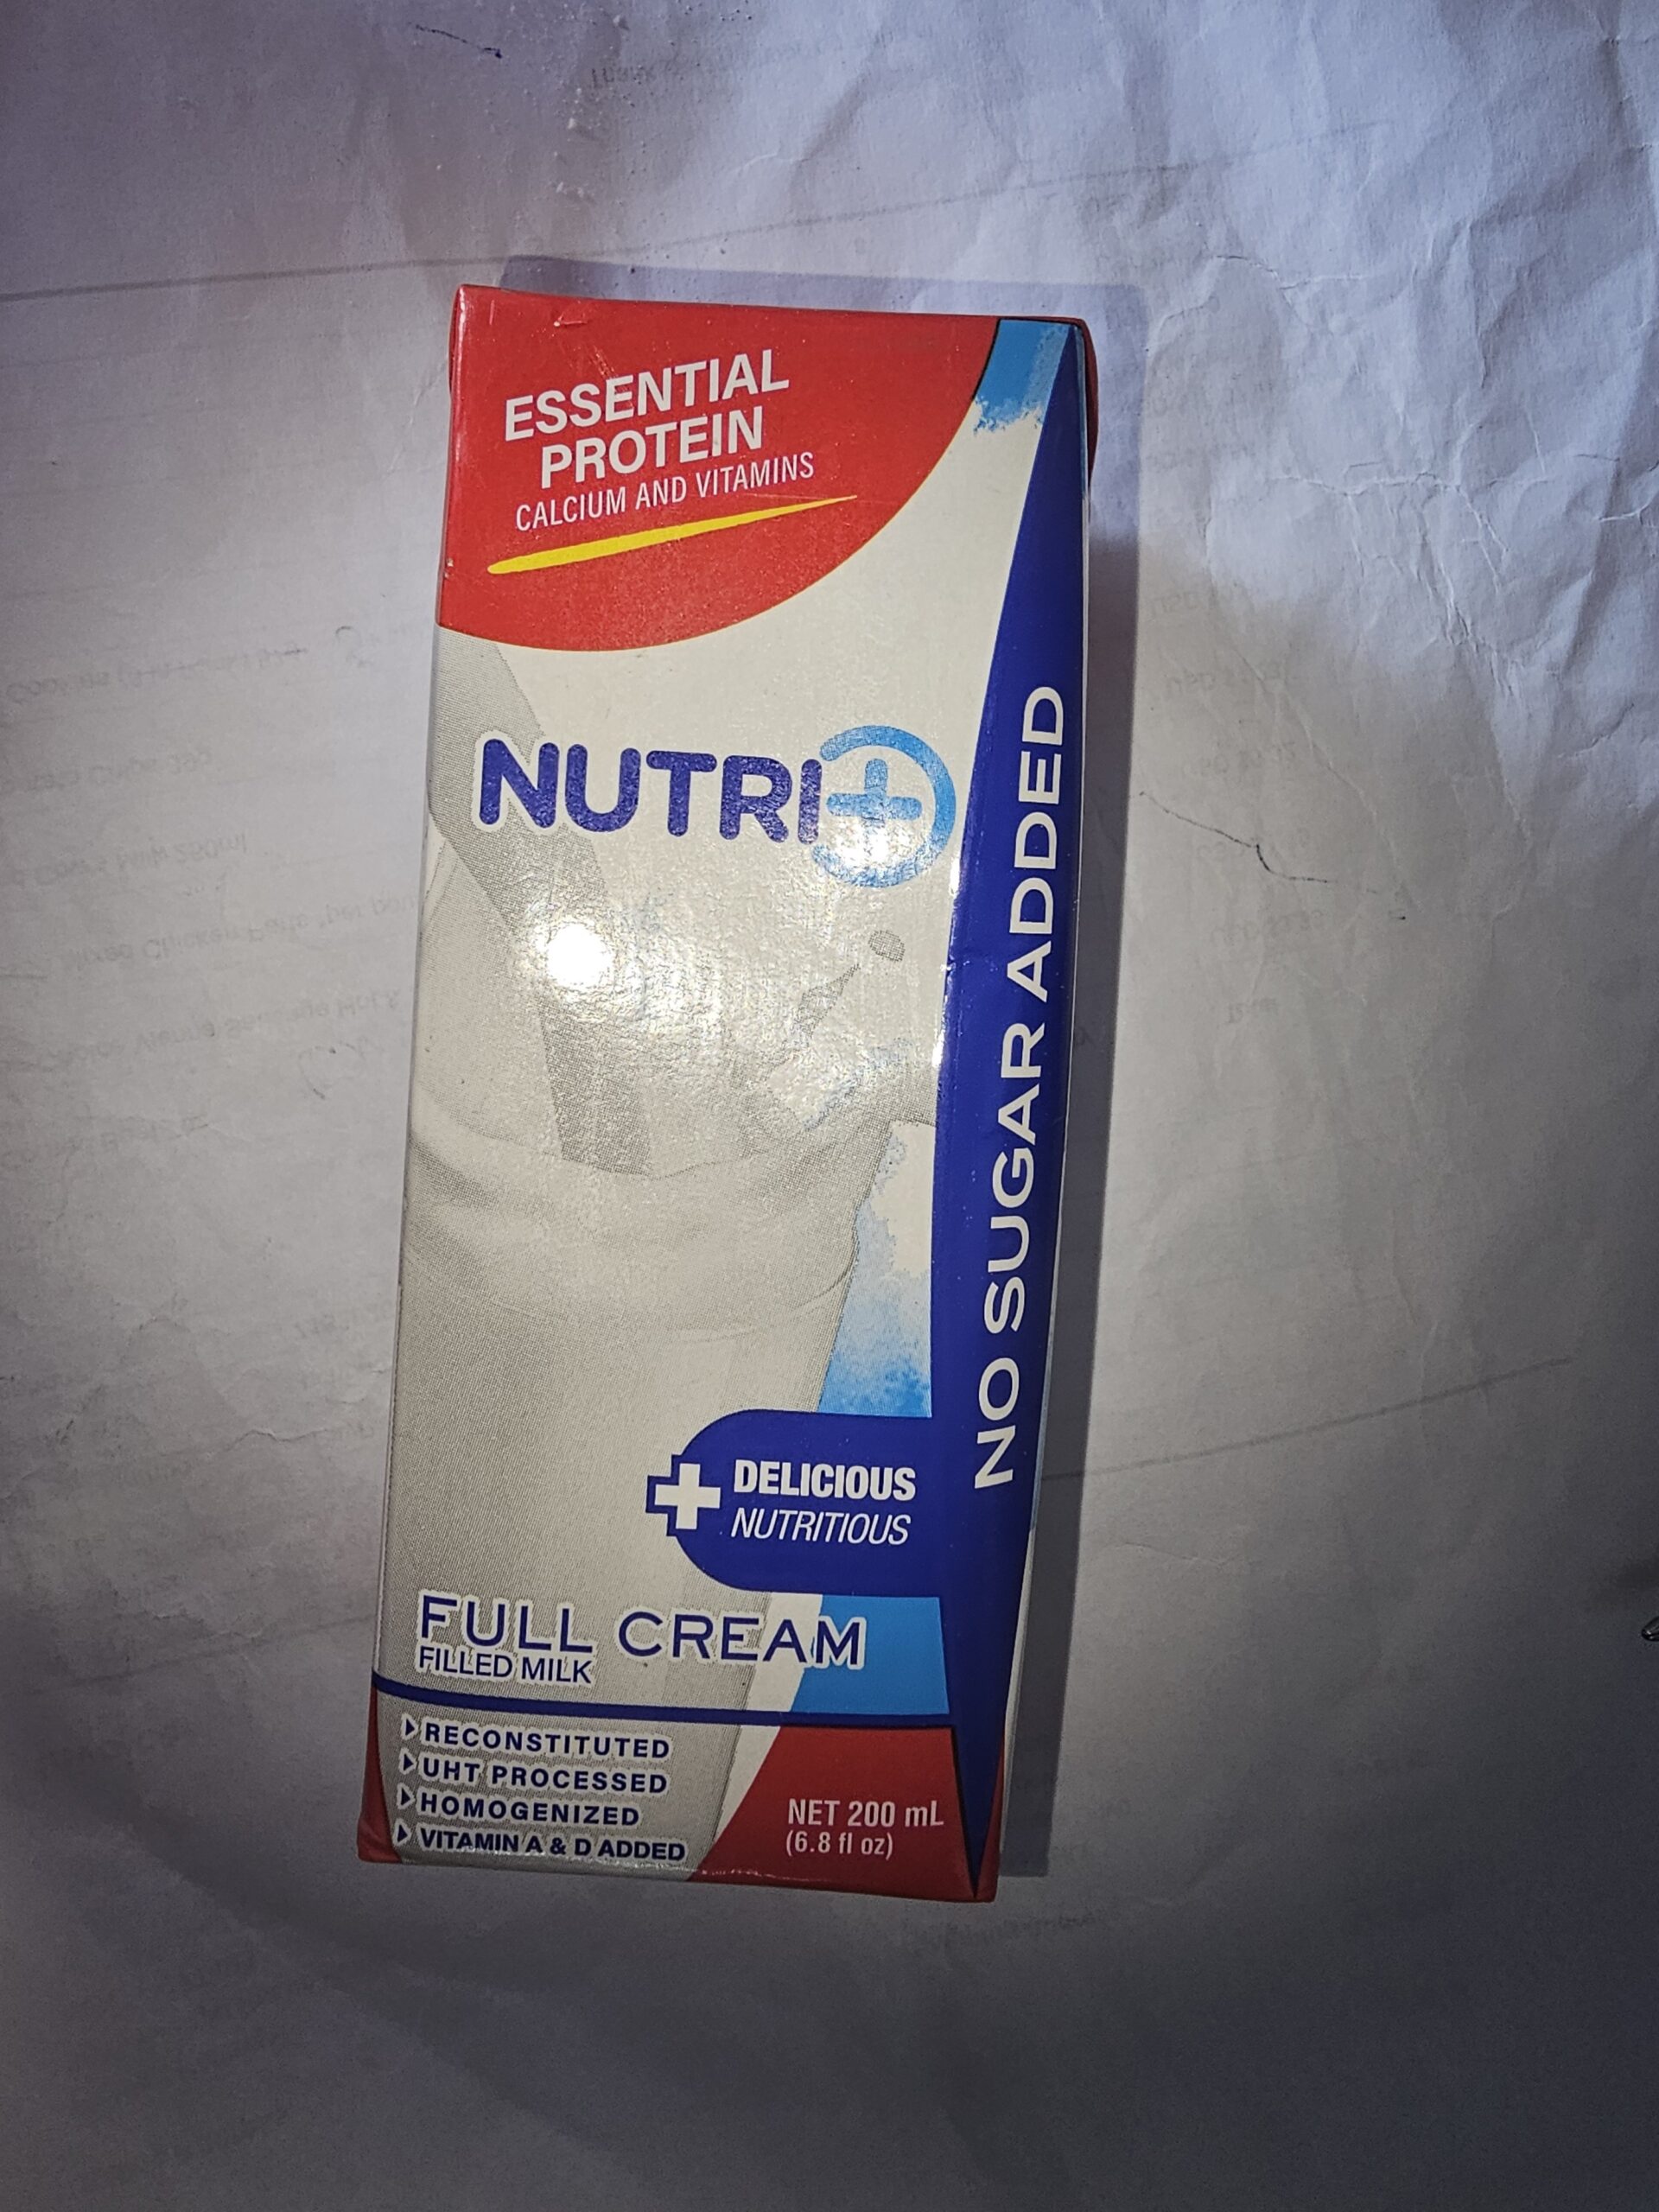 ESSENTIAL
PROTEIN
CALCIUM AND VITAMINS
NUTRI+
NO SUGAR ADDED
DELICIOUS
NUTRITIOUS
FULL CREAM
FILLED MILK
RECONSTITUTED
UHT PROCESSED
HOMOGENIZED
VITAMIN A & D ADDED
NET 200 mL
(6.8 fl oz)